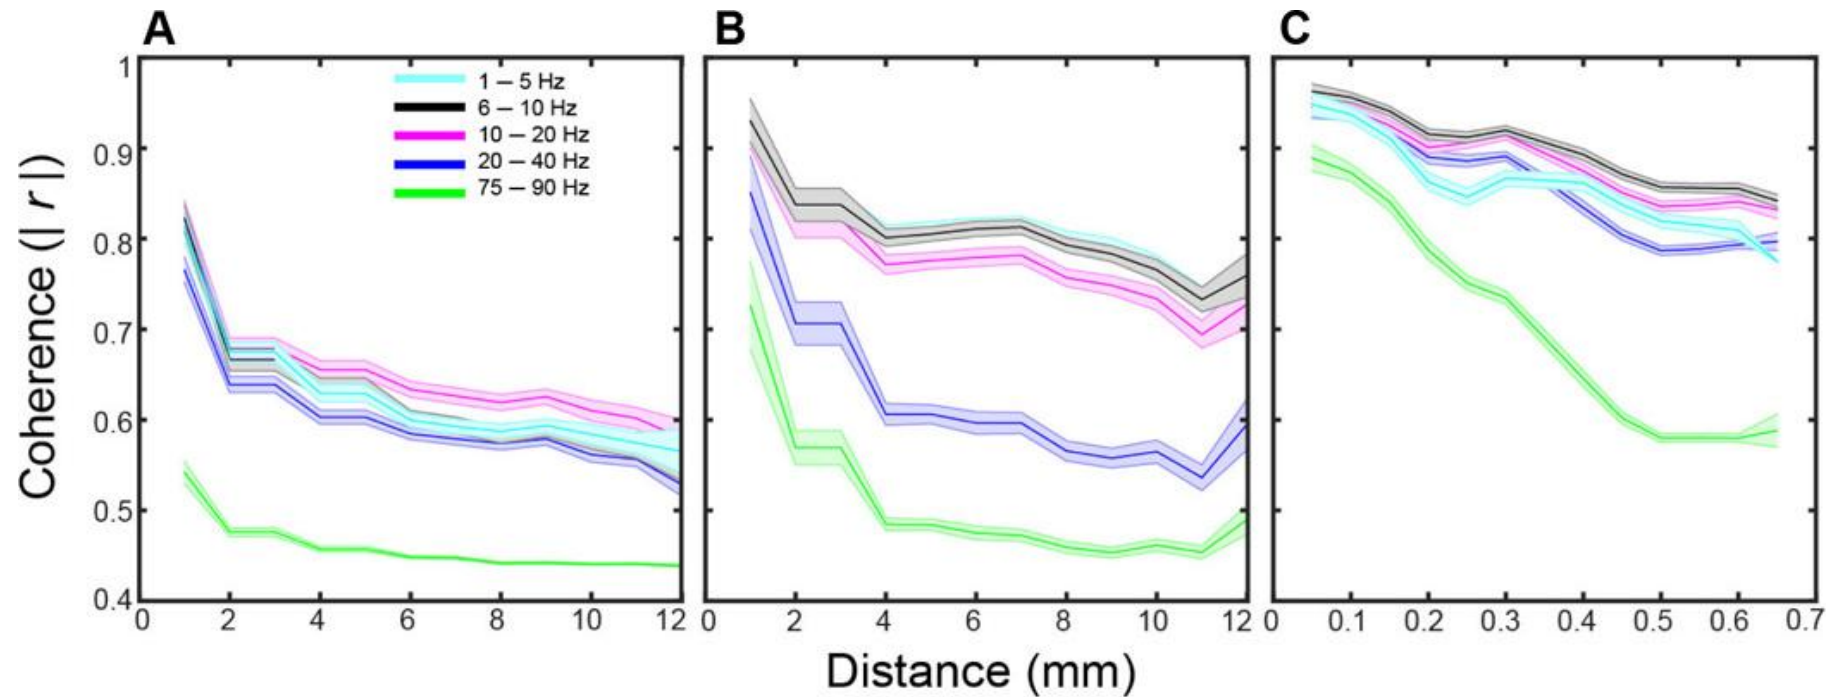 A B C
Coherence (| r |)
1
0.9
0.8
0.7
0.6
0.5
0.4
1 – 5 Hz
6 – 10 Hz
10 – 20 Hz
20 – 40 Hz
75 – 90 Hz
0 2 4 6 8 10 12
0 2 4 6 8 10 12
0 0.1 0.2 0.3 0.4 0.5 0.6 0.7
Distance (mm)